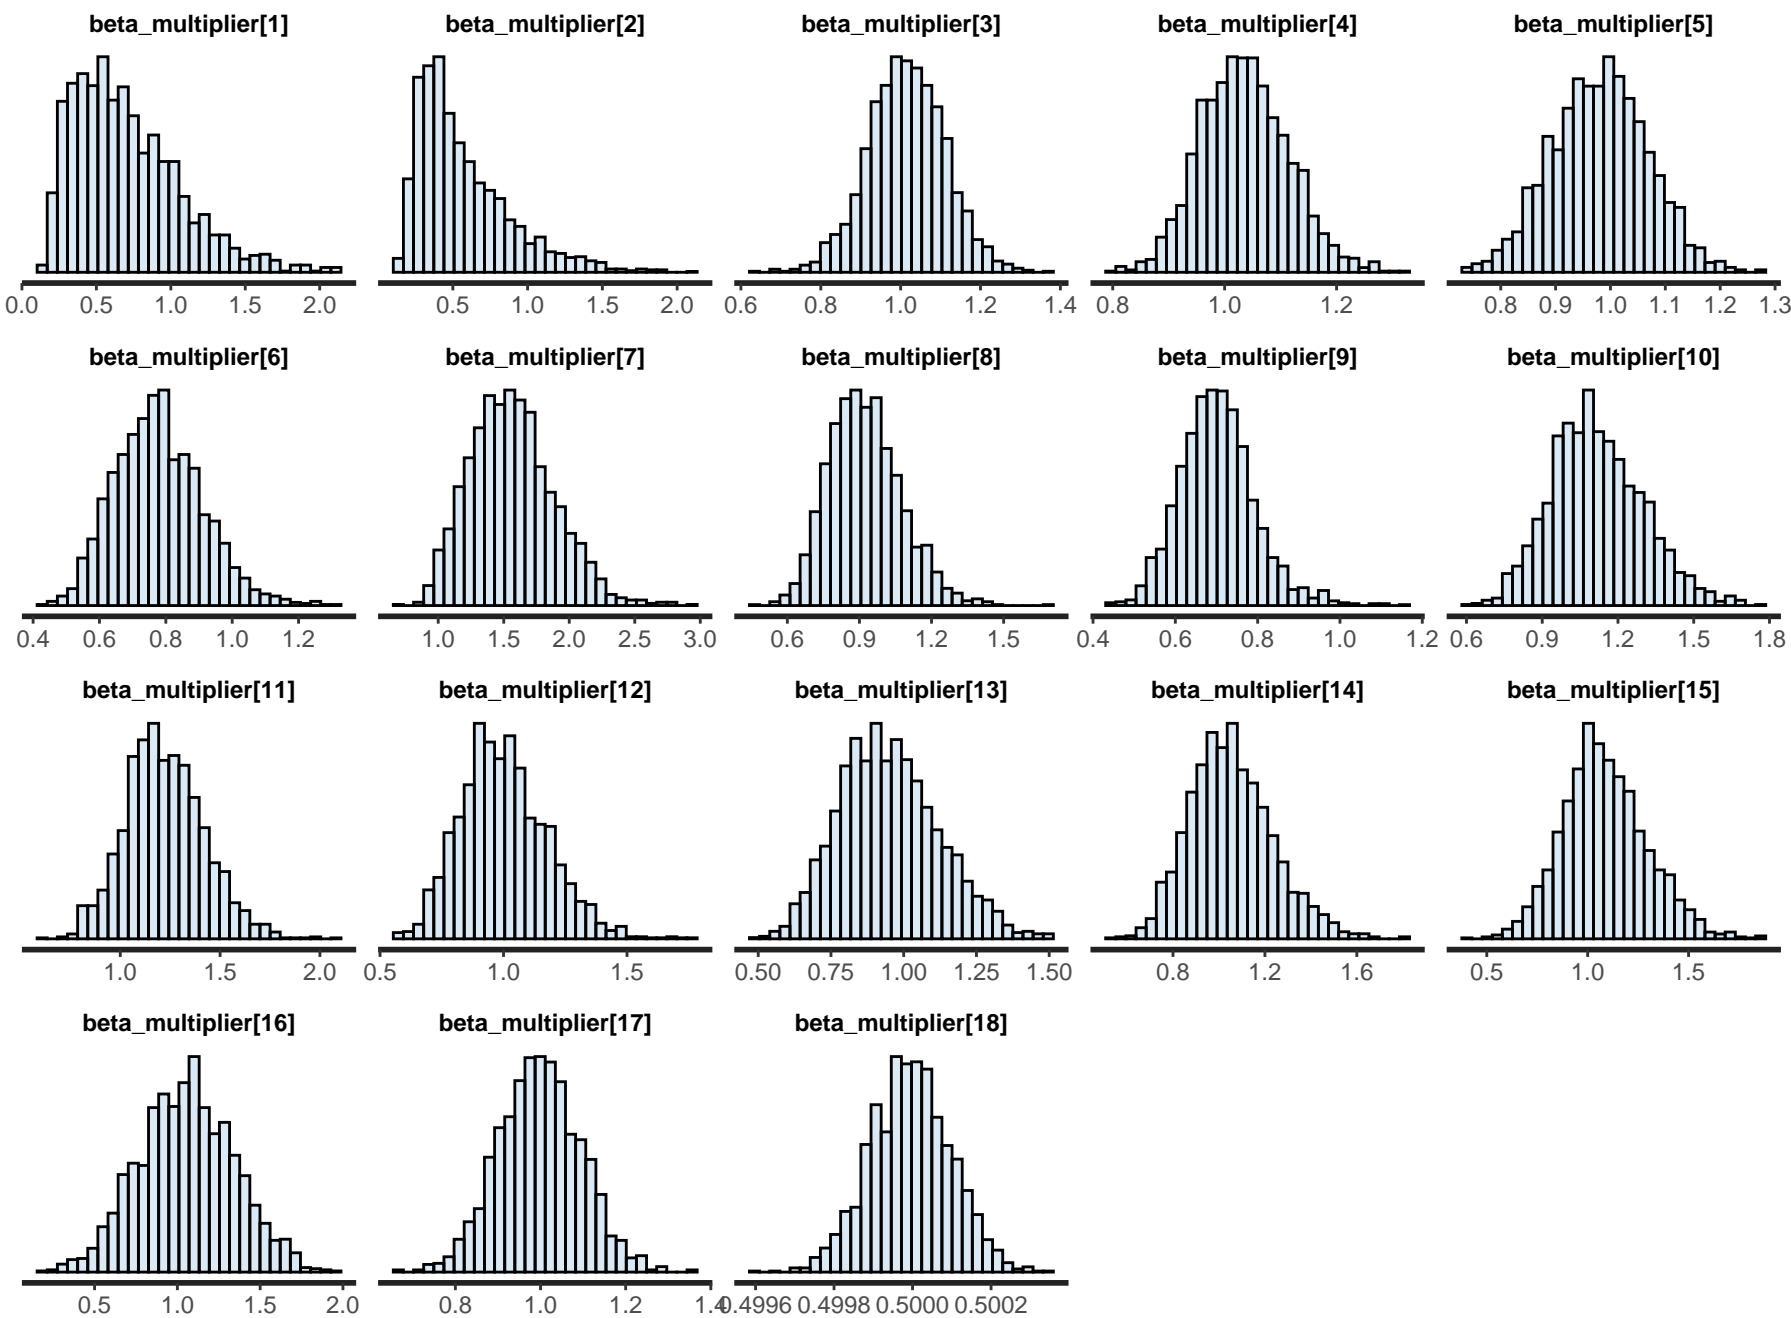 beta_multiplier[1] beta_multiplier[2] beta_multiplier[3] beta_multiplier[4] beta_multiplier[5]
0.0 0.5 1.0 1.5 2.0 0.5 1.0 1.5 2.0 0.6 0.8 1.0 1.2 1.4 0.8 1.0 1.2 0.8 0.9 1.0 1.1 1.2 1.3
beta_multiplier[6] beta_multiplier[7] beta_multiplier[8] beta_multiplier[9] beta_multiplier[10]
0.4 0.6 0.8 1.0 1.2 1.0 1.5 2.0 2.5 3.0 0.6 0.9 1.2 1.5 0.4 0.6 0.8 1.0 1.2 0.6 0.9 1.2 1.5 1.8
beta_multiplier[11] beta_multiplier[12] beta_multiplier[13] beta_multiplier[14] beta_multiplier[15]
1.0 1.5 2.0 0.5 1.0 1.5 0.50 0.75 1.00 1.25 1.50 0.8 1.2 1.6 0.5 1.0 1.5
beta_multiplier[16] beta_multiplier[17] beta_multiplier[18]
0.5 1.0 1.5 2.0 0.8 1.0 1.2 1.4 0.4996 0.4998 0.5000 0.5002